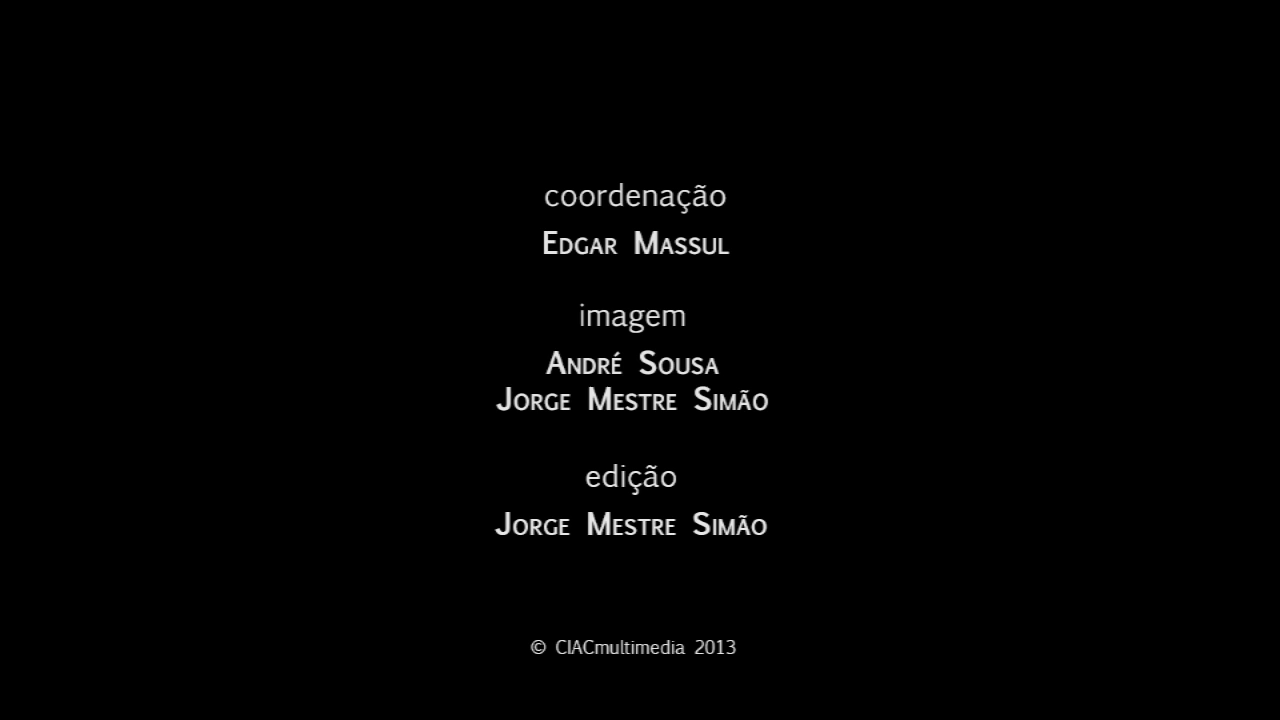 coordenação
Edgar Massul
imagem
André Sousa
Jorge Mestre Simão
edição
Jorge Mestre Simão
© CIACmultimedia 2013